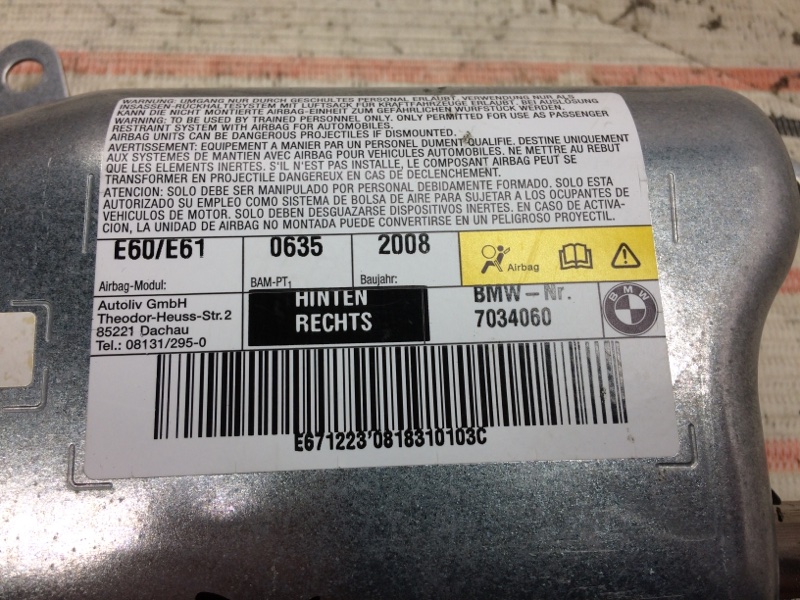 WARNUNG: UMGANG NUR DURCH GESCHULTES PERSONAL ERLAUBT. VERWENDUNG NUR ALS
INSASSEN-RÜCKHALTESYSTEM MIT LUFTSACK FÜR KRAFTFAHRZEUGE ERLAUBT. BEI AUSLÖSUNG
KANN DIE NICHT MONTIERTE AIRBAG-EINHEIT ZUM GEFÄHRLICHEN WURFSTÜCK WERDEN.
WARNING: TO BE USED BY TRAINED PERSONNEL ONLY. ONLY PERMITTED FOR USE AS PASSENGER
RESTRAINT SYSTEM WITH AIRBAG FOR AUTOMOBILES.
AIRBAG UNITS CAN BE DANGEROUS PROJECTILES IF DISMOUNTED.
AVERTISSEMENT: EQUIPEMENT A MANIER PAR UN PERSONEL DUMENT QUALIFIE. DESTINE UNIQUEMENT
AUX SYSTEMES DE MANTIEN AVEC AIRBAG POUR VEHICULES AUTOMOBILES. NE METTRE AU REBUT
QUE LES ELEMENTS INERTES. S'IL N'EST PAS INSTALLE, LE COMPOSANT AIRBAG PEUT SE
TRANSFORMER EN PROJECTILE DANGEREUX EN CAS DE DECLENCHEMENT.
ATENCION: SOLO DEBE SER MANIPULADO POR PERSONAL DEBIDAMENTE FORMADO. SOLO ESTA
AUTORIZADO SU EMPLEO COMO SISTEMA DE BOLSA DE AIRE PARA SUJETAR A LOS OCUPANTES DE
VEHICULOS DE MOTOR. SOLO DEBEN DESGUAZARSE DISPOSITIVOS INERTES. EN CASO DE ACTIVA-
CION, LA UNIDAD DE AIRBAG NO MONTADA PUEDE CONVERTIRSE EN UN PELIGROSO PROYECTIL.
E60/E61 0635 2008
Airbag-Modul: BAM-PT1 Baujahr: Airbag
Autoliv GmbH
Theodor-Heuss-Str.2
85221 Dachau
Tel.: 08131/295-0
HINTEN
RECHTS
BMW-Nr.
7034060
BMW
E671223'0818310103C